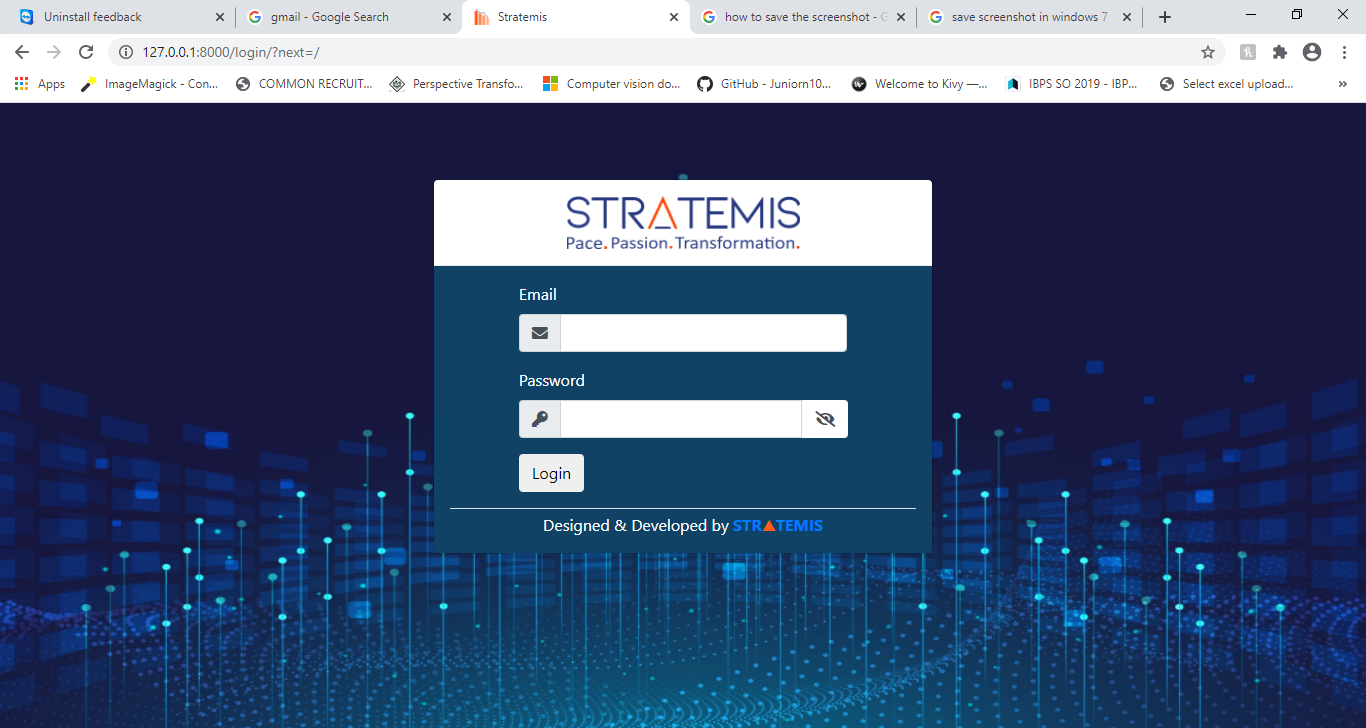 Uninstall feedback
gmail - Google Search
Stratemis
how to save the screenshot - G
save screenshot in windows 7
127.0.0.1:8000/login/?next=/
Apps
ImageMagick - Con...
COMMON RECRUIT...
Perspective Transfo...
Computer vision do...
GitHub - Juniorn10...
Welcome to Kivy —...
IBPS SO 2019 - IBP...
Select excel upload...
»
STRATEMIS
Pace. Passion. Transformation.
Email
Password
Login
Designed & Developed by STRATEMIS